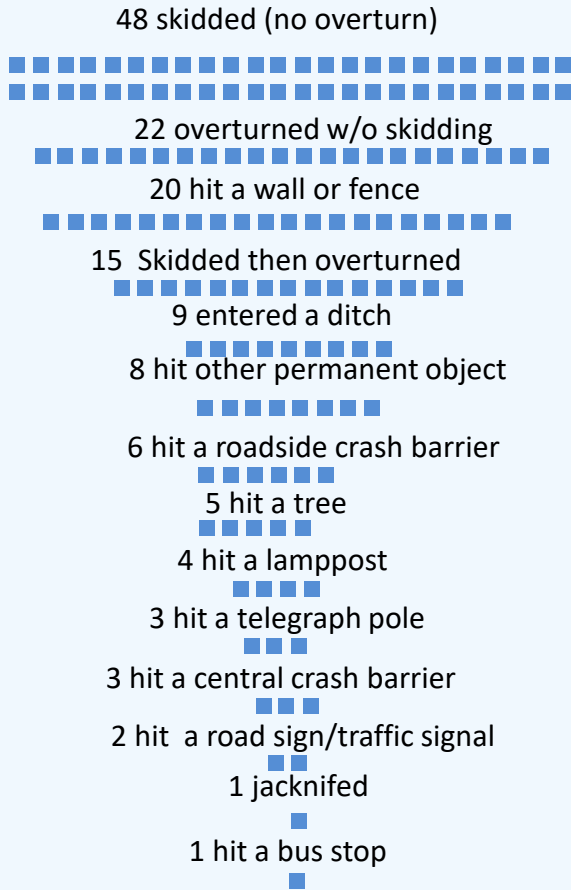 48 skidded (no overturn)
22 overturned w/o skidding
20 hit a wall or fence
15 Skidded then overturned
9 entered a ditch
8 hit other permanent object
6 hit a roadside crash barrier
5 hit a tree
4 hit a lamppost
3 hit a telegraph pole
3 hit a central crash barrier
2 hit a road sign/traffic signal
1 jacknifed
1 hit a bus stop